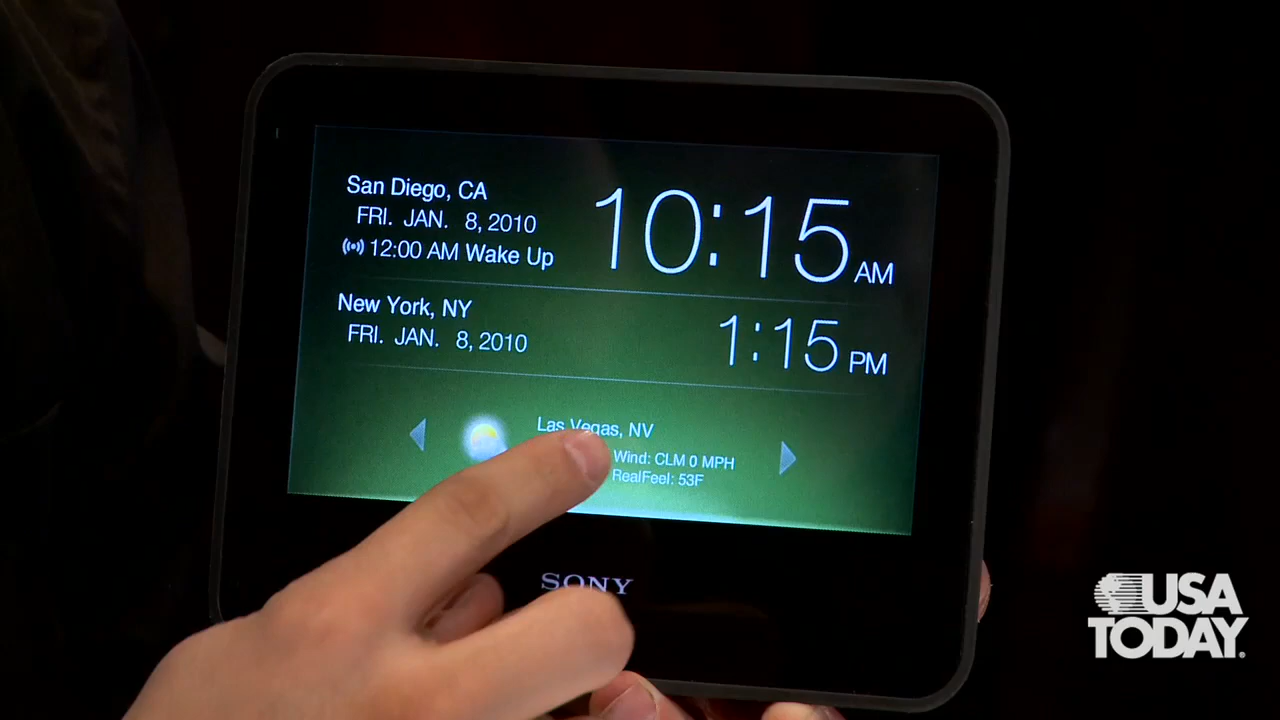 San Diego, CA
FRI. JAN. 8, 2010
12:00 AM Wake Up
10:15 AM
New York, NY
FRI. JAN. 8, 2010
1:15 PM
Las Vegas, NV
Wind: CLM 0 MPH
RealFeel: 53F
SONY
USA
TODAY